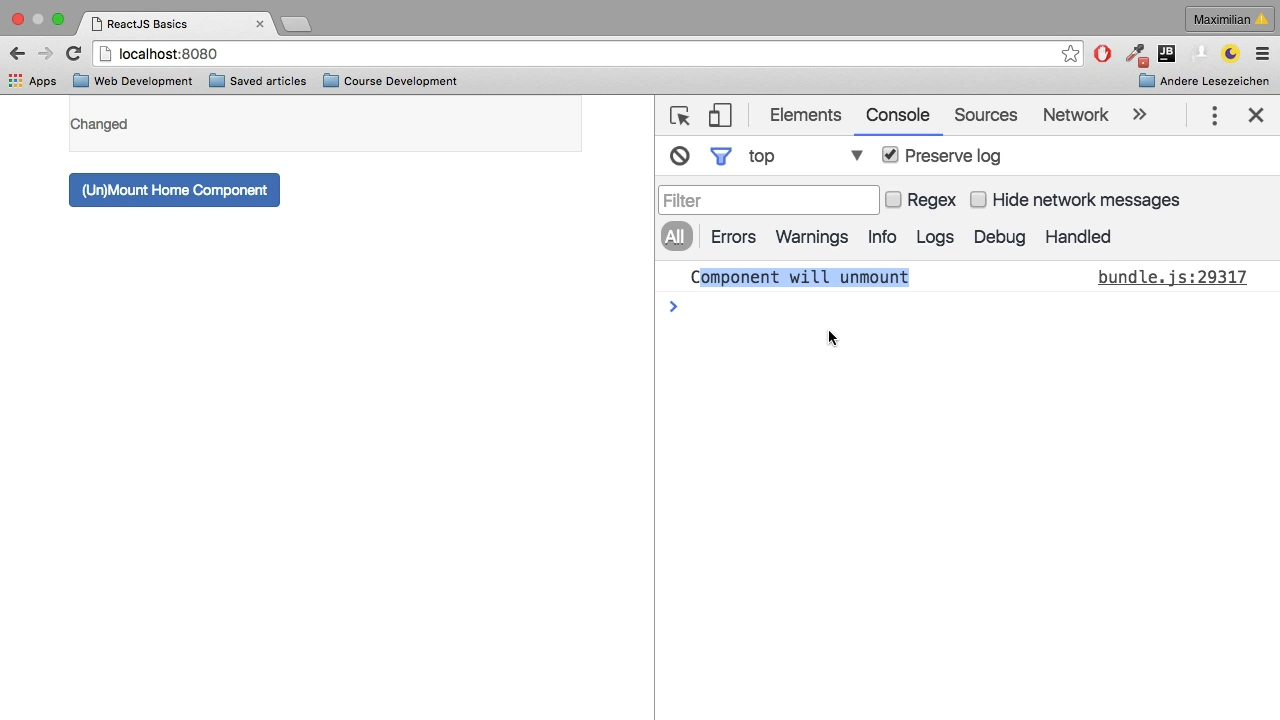 ReactJS Basics
Maximilian
localhost:8080
JB
Apps Web Development Saved articles Course Development Andere Lesezeichen
Changed
(Un)Mount Home Component
Elements Console Sources Network
top Preserve log
Filter Regex Hide network messages
All Errors Warnings Info Logs Debug Handled
Component will unmount bundle.js:29317